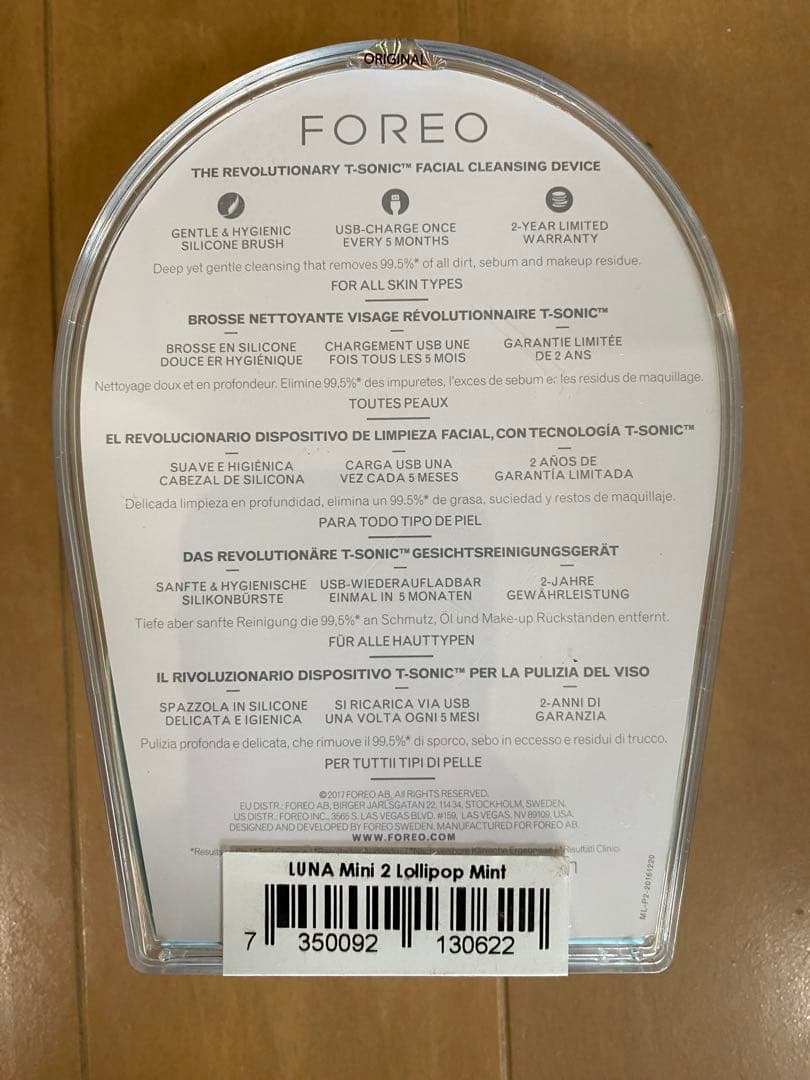 ORIGINAL
FOREO
THE REVOLUTIONARY T-SONIC™ FACIAL CLEANSING DEVICE
GENTLE & HYGIENIC
SILICONE BRUSH
USB-CHARGE ONCE
EVERY 5 MONTHS
2-YEAR LIMITED
WARRANTY
Deep yet gentle cleansing that removes 99.5%* of all dirt, sebum and makeup residue.
FOR ALL SKIN TYPES
BROSSE NETTOYANTE VISAGE RÉVOLUTIONNAIRE T-SONIC™
BROSSE EN SILICONE
DOUCE ER HYGIÉNIQUE
CHARGEMENT USB UNE
FOIS TOUS LES 5 MOIS
GARANTIE LIMITÉE
DE 2 ANS
Nettoyage doux et en profondeur. Elimine 99,5%* des impuretes, l'exces de sebum et les residus de maquillage.
TOUTES PEAUX
EL REVOLUCIONARIO DISPOSITIVO DE LIMPIEZA FACIAL, CON TECNOLOGÍA T-SONIC™
SUAVE E HIGIÉNICA
CABEZAL DE SILICONA
CARGA USB UNA
VEZ CADA 5 MESES
2 AÑOS DE
GARANTÍA LIMITADA
Delicada limpieza en profundidad, elimina un 99.5%* de grasa, suciedad y restos de maquillaje.
PARA TODO TIPO DE PIEL
DAS REVOLUTIONÄRE T-SONIC™ GESICHTSREINIGUNGSGERÄT
SANFTE & HYGIENISCHE
SILIKONBÜRSTE
USB-WIEDERAUFLADBAR
EINMAL IN 5 MONATEN
2-JAHRE
GEWÄHRLEISTUNG
Tiefe aber sanfte Reinigung die 99,5%* an Schmutz, Öl und Make-up Rückständen entfernt.
FÜR ALLE HAUTTYPEN
IL RIVOLUZIONARIO DISPOSITIVO T-SONIC™ PER LA PULIZIA DEL VISO
SPAZZOLA IN SILICONE
DELICATA E IGIENICA
SI RICARICA VIA USB
UNA VOLTA OGNI 5 MESI
2-ANNI DI
GARANZIA
Pulizia profonda e delicata, che rimuove il 99.5%* di sporco, sebo in eccesso e residui di trucco.
PER TUTTII TIPI DI PELLE
©2017 FOREO AB, All RIGHTS RESERVED.
EU DISTR.: FOREO AB, BIRGER JARLSGATAN 22, 114 34, STOCKHOLM, SWEDEN.
US DISTR.: FOREO INC., 3565 S. LAS VEGAS BLVD. #159, LAS VEGAS, NV 89109, USA.
DESIGNED AND DEVELOPED BY FOREO SWEDEN. MANUFACTURED FOR FOREO AB.
WWW.FOREO.COM
ML-P2-20161220
LUNA Mini 2 Lollipop Mint
7 350092 130622